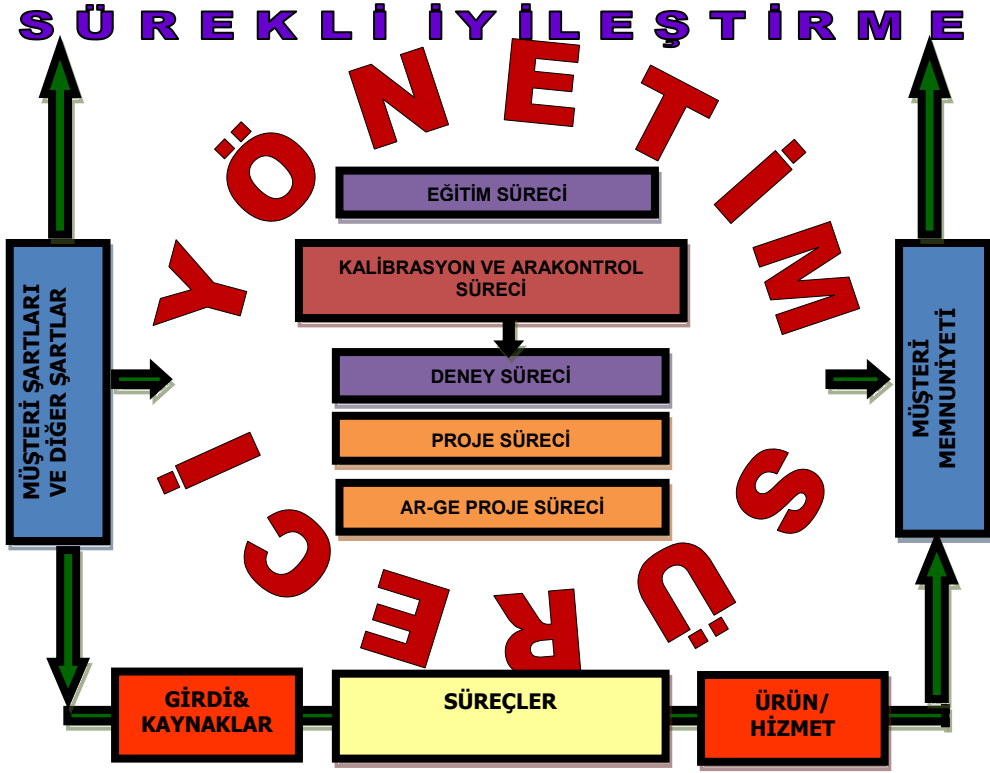 SÜREKLİ İYİLEŞTİRME
YÖNETİM SÜRECİ
EĞİTİM SÜRECİ
KALİBRASYON VE ARAKONTROL
SÜRECİ
DENEY SÜRECİ
PROJE SÜRECİ
AR-GE PROJE SÜRECİ
MÜŞTERİ ŞARTLARI
VE DİĞER ŞARTLAR
MÜŞTERİ
MEMNUNİYETİ
GİRDİ&
KAYNAKLAR
SÜREÇLER
ÜRÜN/
HİZMET